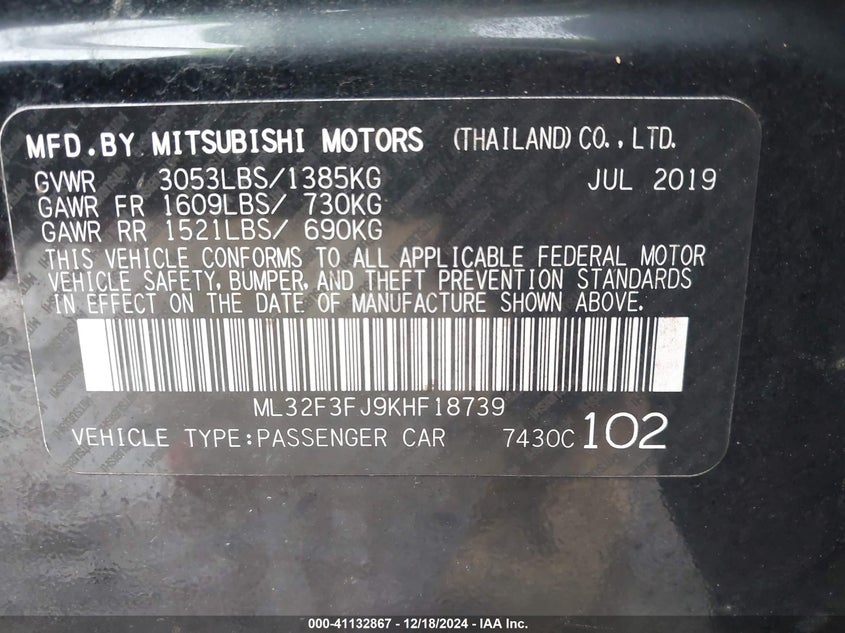 MFD.BY MITSUBISHI MOTORS (THAILAND)CO.,LTD.
GVWR 3053LBS/1385KG JUL 2019
GAWR FR 1609LBS/ 730KG
GAWR RR 1521LBS/ 690KG
THIS VEHICLE CONFORMS TO ALL APPLICABLE FEDERAL MOTOR
VEHICLE SAFETY, BUMPER, AND THEFT PREVENTION STANDARDS
IN EFFECT ON THE DATE OF MANUFACTURE SHOWN ABOVE.
ML32F3FJ9KHF18739
VEHICLE TYPE:PASSENGER CAR 7430C 102
000-41132867 - 12/18/2024 - IAA Inc.